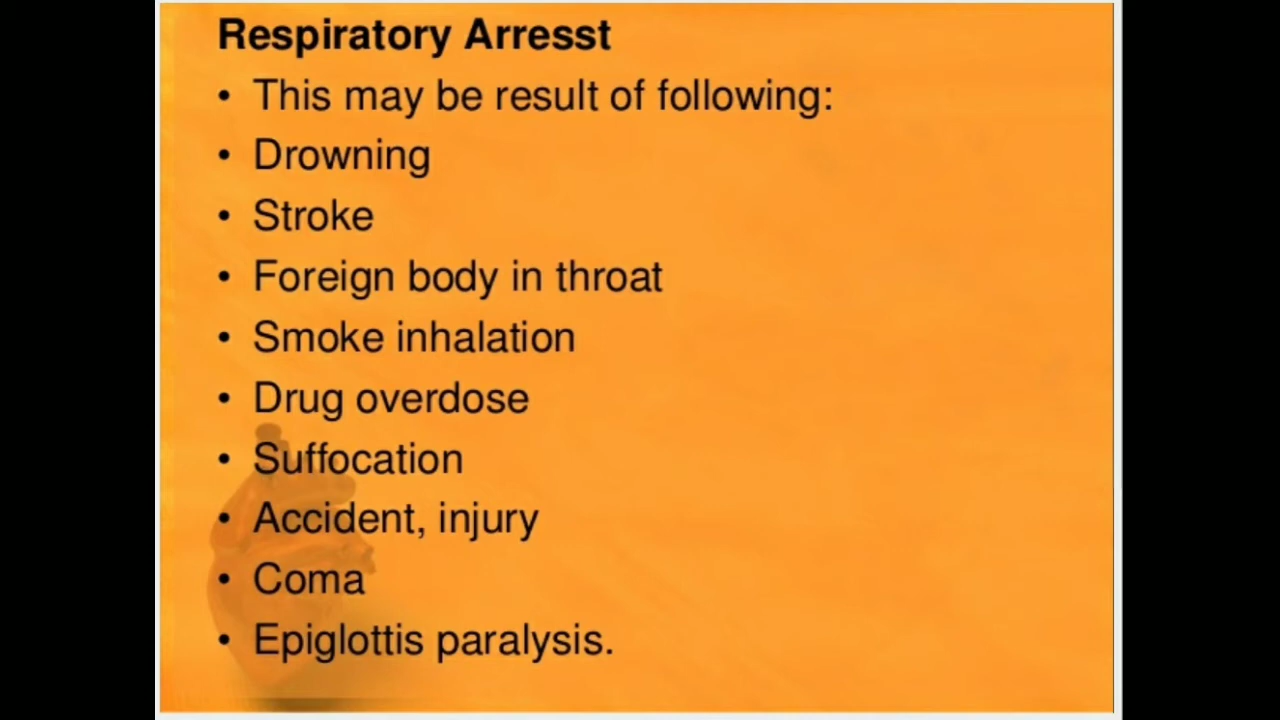 Respiratory Arresst
• This may be result of following:
• Drowning
• Stroke
• Foreign body in throat
• Smoke inhalation
• Drug overdose
• Suffocation
• Accident, injury
• Coma
• Epiglottis paralysis.